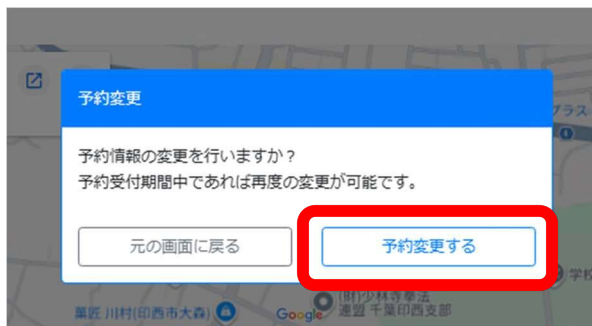 予約変更
プラス
予約情報の変更を行いますか？
予約受付期間中であれば再度の変更が可能です。
元の画面に戻る
予約変更する
学校
菓匠 川村(印西市大森)
Google
(財)少林寺拳法
連盟 千葉印西支部